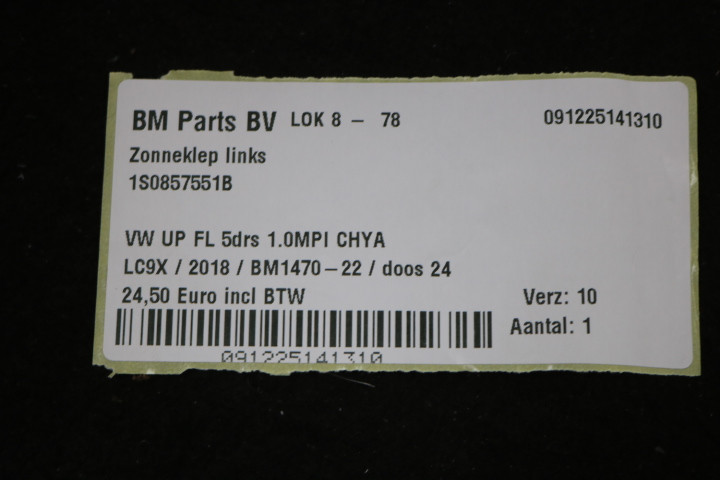 BM Parts BV LOK 8 - 78 091225141310
Zonneklep links
1S0857551B
VW UP FL 5drs 1.0MPI CHYA
LC9X / 2018 / BM1470-22 / doos 24
24,50 Euro incl BTW Verz: 10
Aantal: 1
091225141310